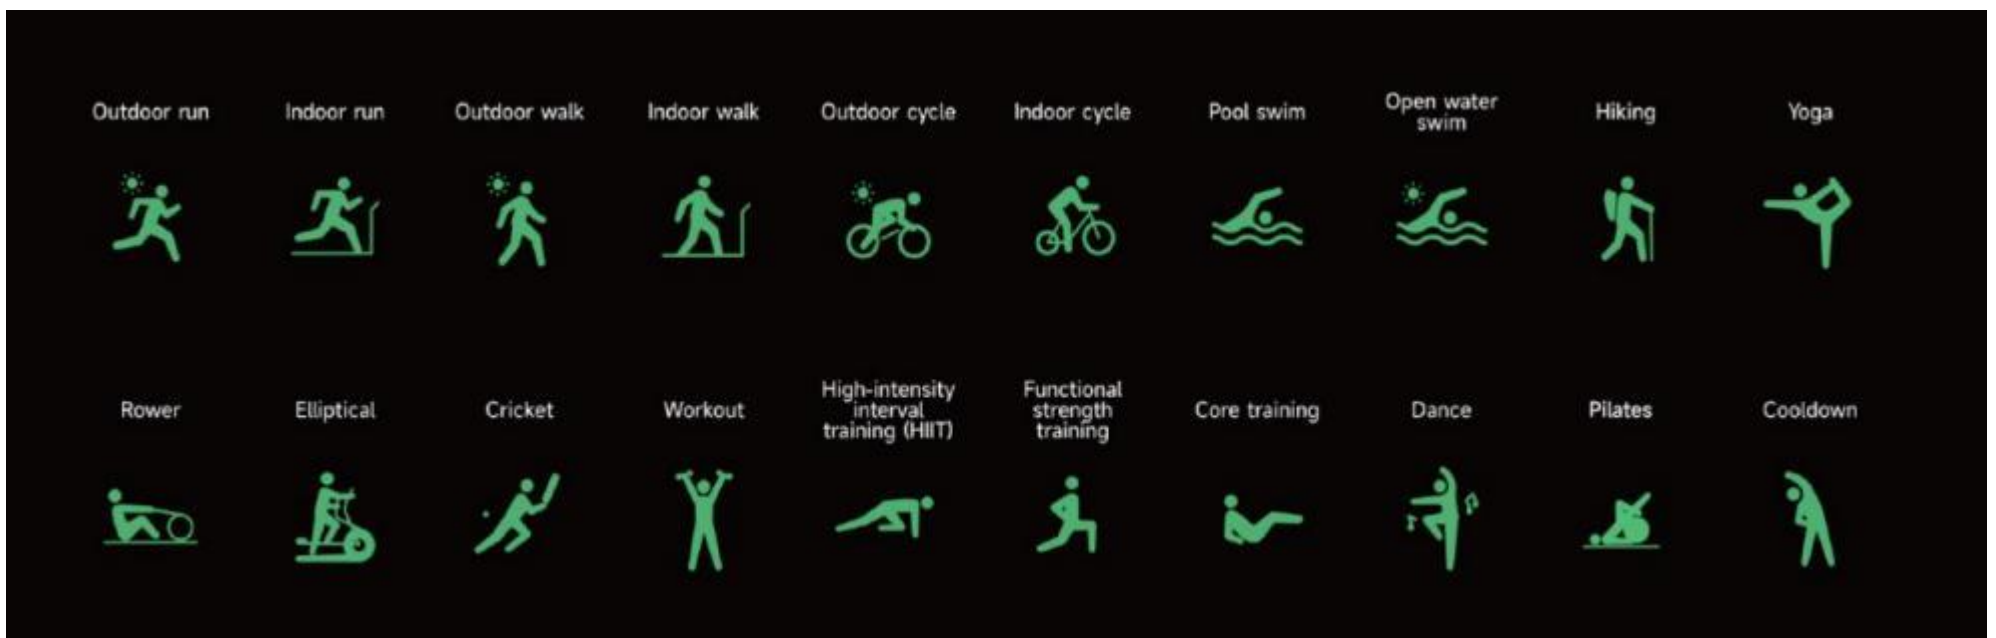 Outdoor run
Indoor run
Outdoor walk
Indoor walk
Outdoor cycle
Indoor cycle
Pool swim
Open water
swim
Hiking
Yoga
Rower
Elliptical
Cricket
Workout
High-intensity
interval
training (HIIT)
Functional
strength
training
Core training
Dance
Pilates
Cooldown